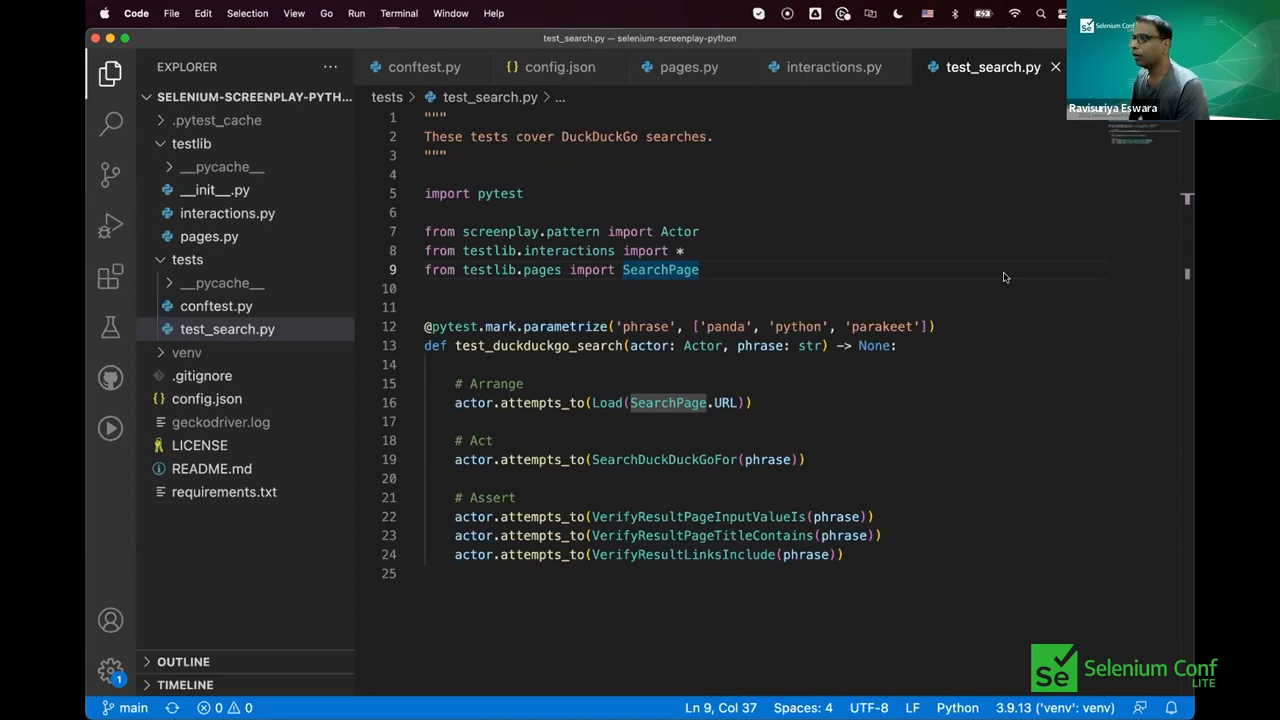 Code File Edit Selection View Go Run Terminal Window Help
test_search.py — selenium-screenplay-python
Selenium Conf
Ravisuriya Eswara
EXPLORER
conftest.py config.json pages.py interactions.py test_search.py
SELENIUM-SCREENPLAY-PYTH...
.pytest_cache
testlib
__pycache__
__init__.py
interactions.py
pages.py
tests
__pycache__
conftest.py
test_search.py
venv
.gitignore
config.json
geckodriver.log
LICENSE
README.md
requirements.txt
OUTLINE
TIMELINE
tests > test_search.py > ...
1 """
2 These tests cover DuckDuckGo searches.
3 """
4
5 import pytest
6
7 from screenplay.pattern import Actor
8 from testlib.interactions import *
9 from testlib.pages import SearchPage
10
11
12 @pytest.mark.parametrize('phrase', ['panda', 'python', 'parakeet'])
13 def test_duckduckgo_search(actor: Actor, phrase: str) -> None:
14
15 # Arrange
16 actor.attempts_to(Load(SearchPage.URL))
17
18 # Act
19 actor.attempts_to(SearchDuckDuckGoFor(phrase))
20
21 # Assert
22 actor.attempts_to(VerifyResultPageInputValueIs(phrase))
23 actor.attempts_to(VerifyResultPageTitleContains(phrase))
24 actor.attempts_to(VerifyResultLinksInclude(phrase))
25
Se Selenium Conf
LITE
1
main 0 0 Ln 9, Col 37 Spaces: 4 UTF-8 LF Python 3.9.13 ('venv': venv)